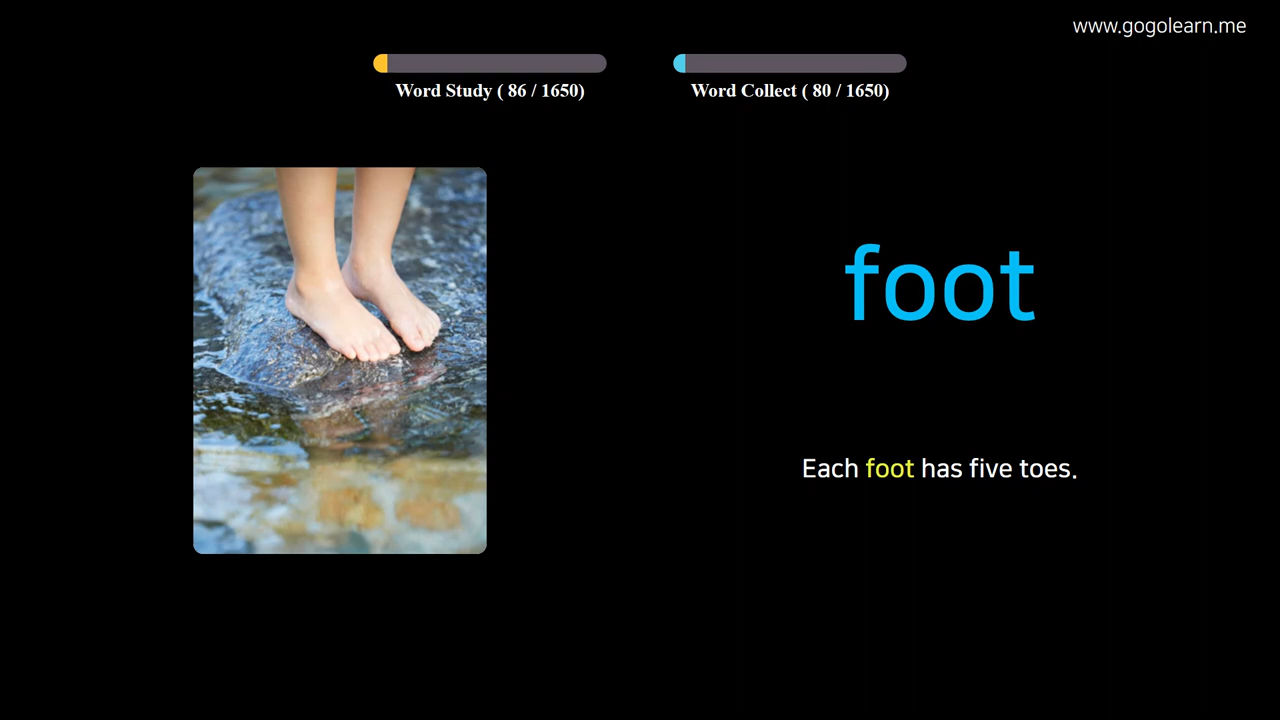 www.gogolearn.me
Word Study ( 86 / 1650)
Word Collect ( 80 / 1650)
foot
Each foot has five toes.